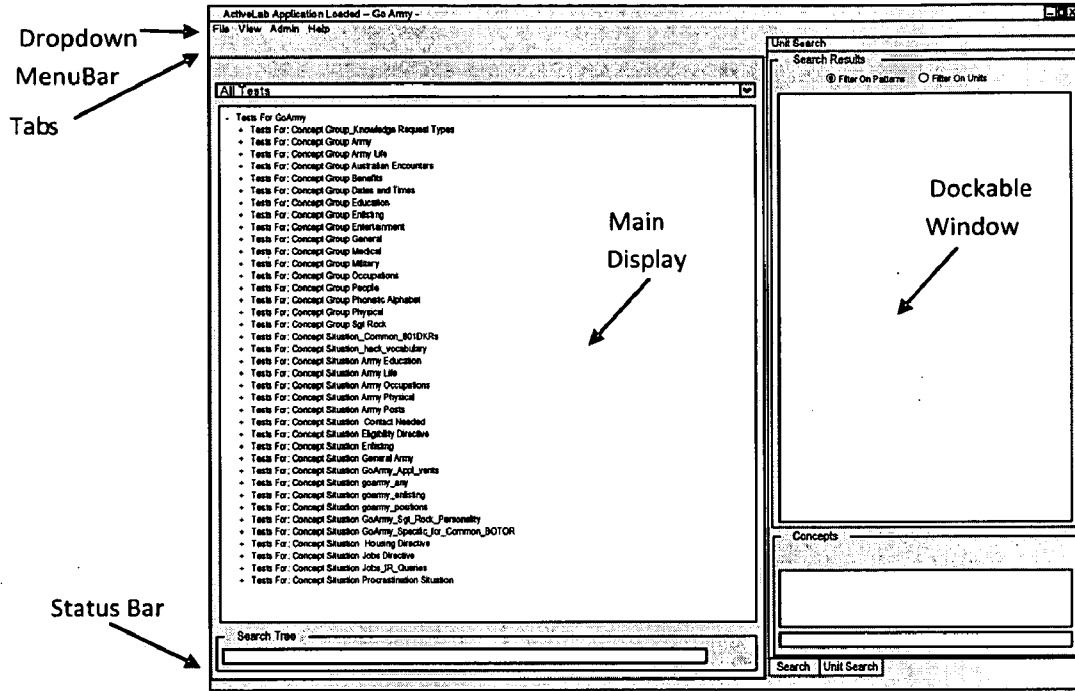 ActiveLab Application Loaded – Go Army -
File View Admin Help
Dropdown
MenuBar
Tabs
Unit Search
Search Results
Filter On Patterns
Filter On Units
All Tests
- Tests For GoArmy
+ Tests For: Concept Group_Knowledge Request Types
+ Tests For: Concept Group Army
+ Tests For: Concept Group Army Life
+ Tests For: Concept Group Australian Encounters
+ Tests For: Concept Group Benefits
+ Tests For: Concept Group Dates and Times
+ Tests For: Concept Group Education
+ Tests For: Concept Group Enlisting
+ Tests For: Concept Group Entertainment
+ Tests For: Concept Group General
+ Tests For: Concept Group Medical
+ Tests For: Concept Group Military
+ Tests For: Concept Group Occupations
+ Tests For: Concept Group People
+ Tests For: Concept Group Phonetic Alphabet
+ Tests For: Concept Group Physical
+ Tests For: Concept Group Sgt Rock
+ Tests For: Concept Situation_Common_801DKRs
+ Tests For: Concept Situation_hack_vocabulary
+ Tests For: Concept Situation Army Education
+ Tests For: Concept Situation Army Life
+ Tests For: Concept Situation Army Occupations
+ Tests For: Concept Situation Army Physical
+ Tests For: Concept Situation Army Posts
+ Tests For: Concept Situation Contact Needed
+ Tests For: Concept Situation Eligibility Directive
+ Tests For: Concept Situation Enlisting
+ Tests For: Concept Situation General Army
+ Tests For: Concept Situation GoArmy_Appl_vents
+ Tests For: Concept Situation goarmy_any
+ Tests For: Concept Situation goarmy_enlisting
+ Tests For: Concept Situation goarmy_positions
+ Tests For: Concept Situation GoArmy_Sgt_Rock_Personality
+ Tests For: Concept Situation GoArmy_Specific_for_Common_BOTOR
+ Tests For: Concept Situation Housing Directive
+ Tests For: Concept Situation Jobs Directive
+ Tests For: Concept Situation Jobs_IR_Queries
+ Tests For: Concept Situation Procrastination Situation
Main
Display
Dockable
Window
Concepts
Status Bar
Search Tree
Search
Unit Search